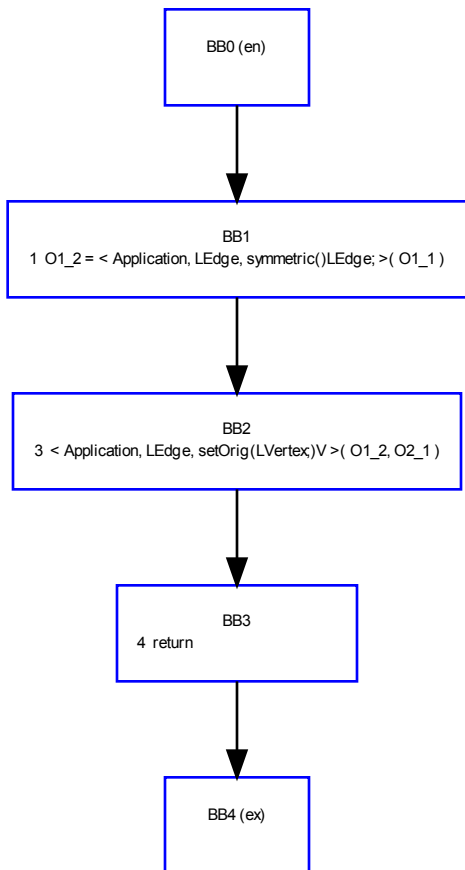 BB0 (en)
BB1
1 O1_2 = < Application, LEdge, symmetric()LEdge; >( O1_1 )
BB2
3 < Application, LEdge, setOrig(LVertex;)V >( O1_2, O2_1 )
BB3
4 return
BB4 (ex)